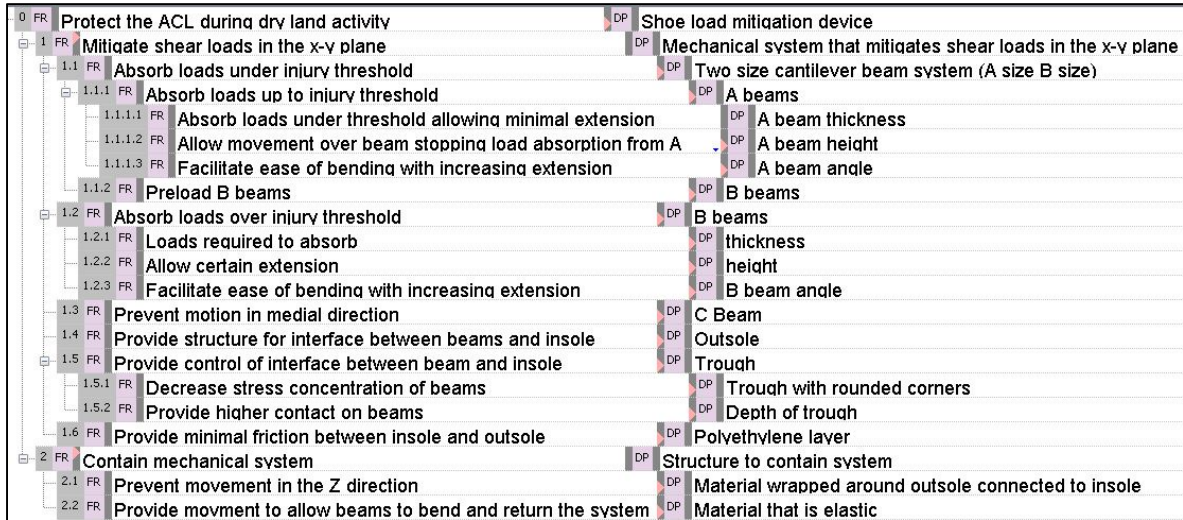 0 FR Protect the ACL during dry land activity DP Shoe load mitigation device
1 FR Mitigate shear loads in the x-y plane DP Mechanical system that mitigates shear loads in the x-y plane
1.1 FR Absorb loads under injury threshold DP Two size cantilever beam system (A size B size)
1.1.1 FR Absorb loads up to injury threshold DP A beams
1.1.1.1 FR Absorb loads under threshold allowing minimal extension DP A beam thickness
1.1.1.2 FR Allow movement over beam stopping load absorption from A DP A beam height
1.1.1.3 FR Facilitate ease of bending with increasing extension DP A beam angle
1.1.2 FR Preload B beams DP B beams
1.2 FR Absorb loads over injury threshold DP B beams
1.2.1 FR Loads required to absorb DP thickness
1.2.2 FR Allow certain extension DP height
1.2.3 FR Facilitate ease of bending with increasing extension DP B beam angle
1.3 FR Prevent motion in medial direction DP C Beam
1.4 FR Provide structure for interface between beams and insole DP Outsole
1.5 FR Provide control of interface between beam and insole DP Trough
1.5.1 FR Decrease stress concentration of beams DP Trough with rounded corners
1.5.2 FR Provide higher contact on beams DP Depth of trough
1.6 FR Provide minimal friction between insole and outsole DP Polyethylene layer
2 FR Contain mechanical system DP Structure to contain system
2.1 FR Prevent movement in the Z direction DP Material wrapped around outsole connected to insole
2.2 FR Provide movment to allow beams to bend and return the system DP Material that is elastic